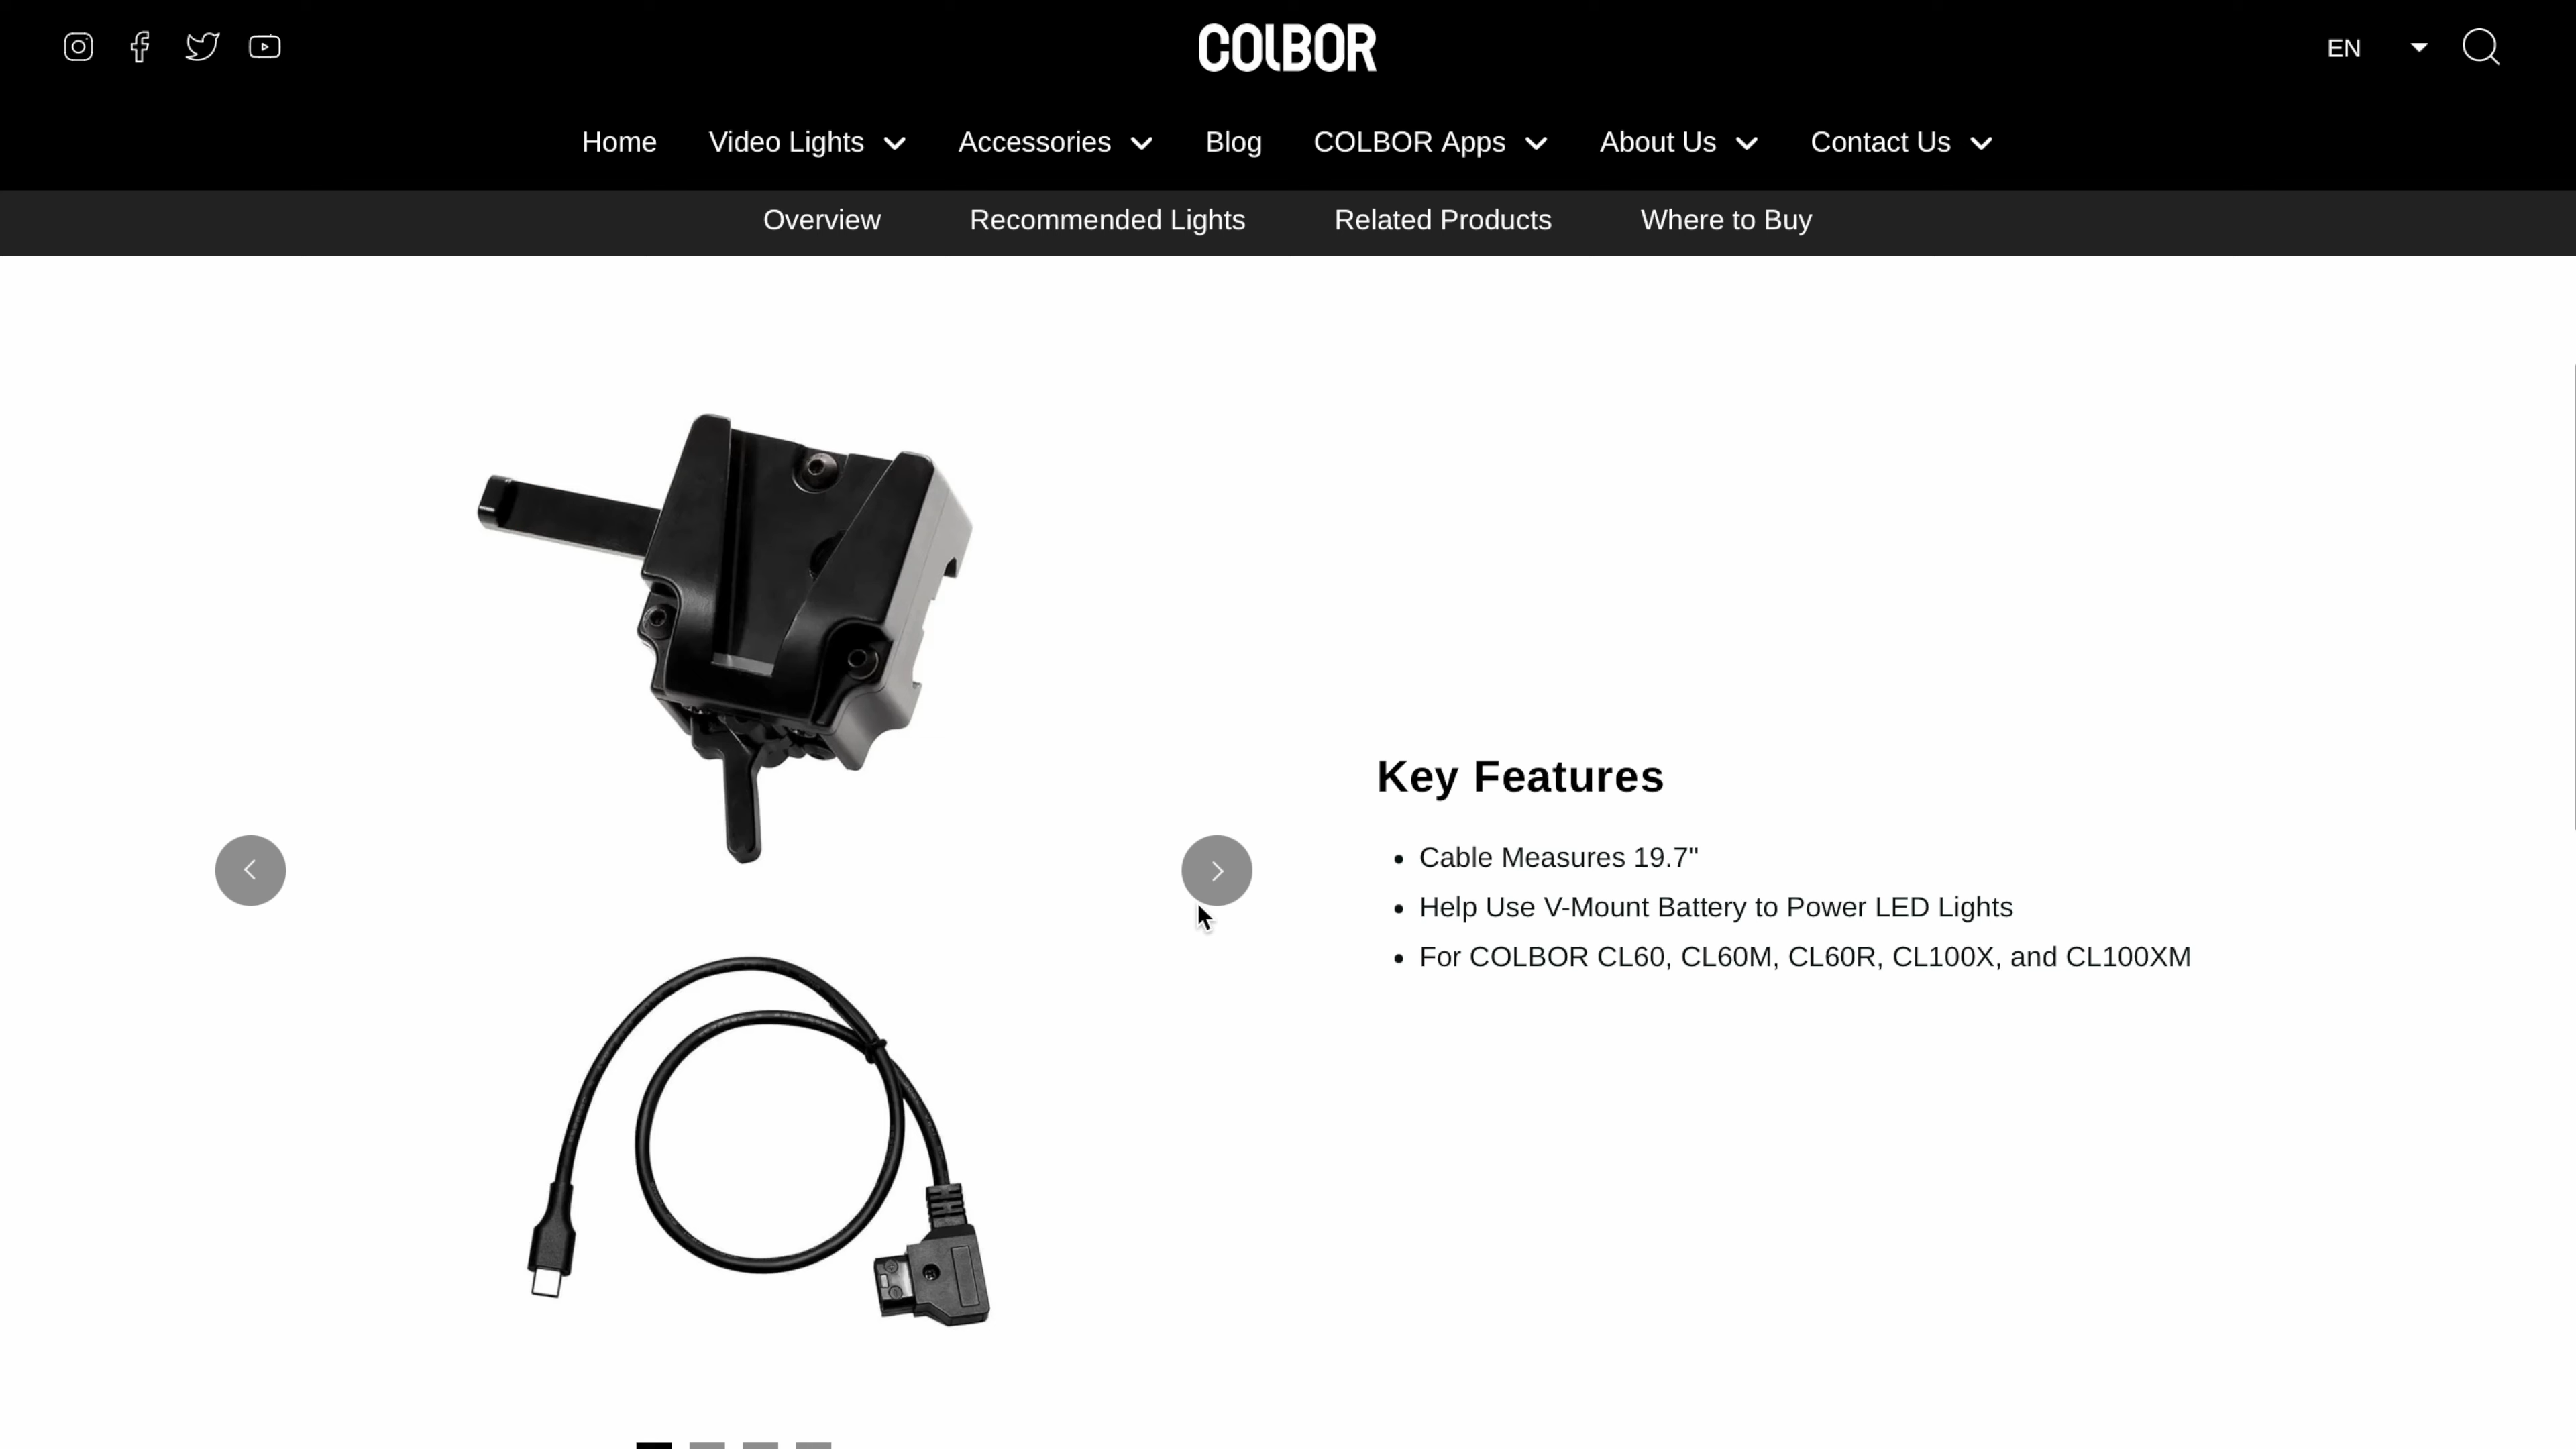 COLBOR
EN
Home Video Lights Accessories Blog COLBOR Apps About Us Contact Us
Overview Recommended Lights Related Products Where to Buy
Key Features
• Cable Measures 19.7"
• Help Use V-Mount Battery to Power LED Lights
• For COLBOR CL60, CL60M, CL60R, CL100X, and CL100XM